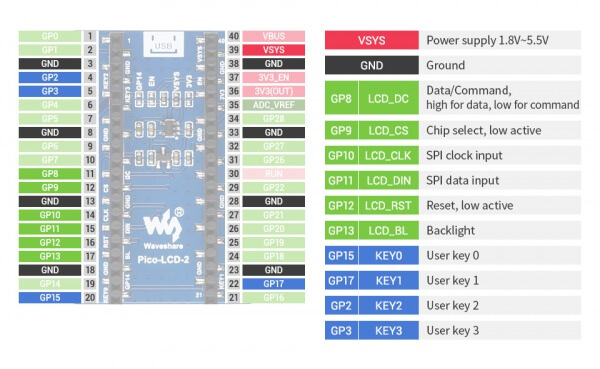 GP0 1
GP1 2
GND 3
GP2 4
GP3 5
GP4 6
GP5 7
GND 8
GP6 9
GP7 10
GP8 11
GP9 12
GND 13
GP10 14
GP11 15
GP12 16
GP13 17
GND 18
GP14 19
GP15 20
USB
GND
KEY2
KEY3
GP14
EN
VSYS
3V3
VSYS
GND
DC
CS
CLK
DIN
RST
BL
GND
GP14
KEY0
Waveshare
Pico-LCD-2
40 VBUS
39 VSYS
38 GND
37 3V3_EN
36 3V3(OUT)
35 ADC_VREF
34 GP28
33 GND
32 GP27
31 GP26
30 RUN
29 GP22
28 GND
27 GP21
26 GP20
25 GP19
24 GP18
23 GND
22 GP17
21 GP16
VSYS Power supply 1.8V~5.5V
GND Ground
GP8 LCD_DC Data/Command,
high for data, low for command
GP9 LCD_CS Chip select, low active
GP10 LCD_CLK SPI clock input
GP11 LCD_DIN SPI data input
GP12 LCD_RST Reset, low active
GP13 LCD_BL Backlight
GP15 KEY0 User key 0
GP17 KEY1 User key 1
GP2 KEY2 User key 2
GP3 KEY3 User key 3